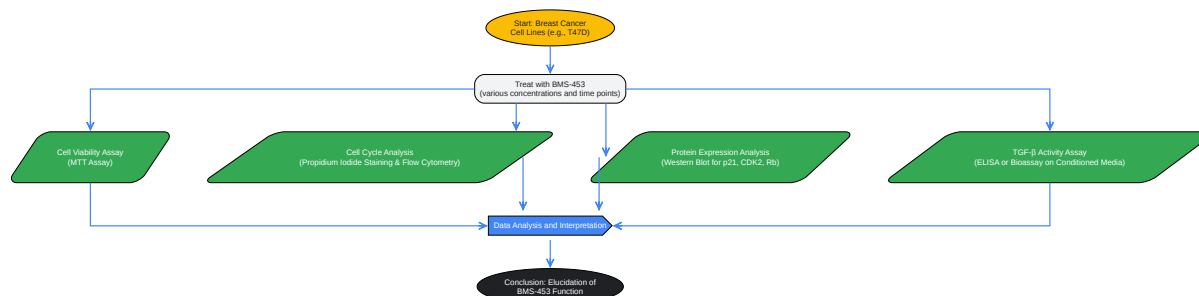 Start: Breast Cancer
Cell Lines (e.g., T47D)
Treat with BMS-453
(various concentrations and time points)
Cell Viability Assay
(MTT Assay)
Cell Cycle Analysis
(Propidium Iodide Staining & Flow Cytometry)
Protein Expression Analysis
(Western Blot for p21, CDK2, Rb)
TGF-β Activity Assay
(ELISA or Bioassay on Conditioned Media)
Data Analysis and Interpretation
Conclusion: Elucidation of
BMS-453 Function